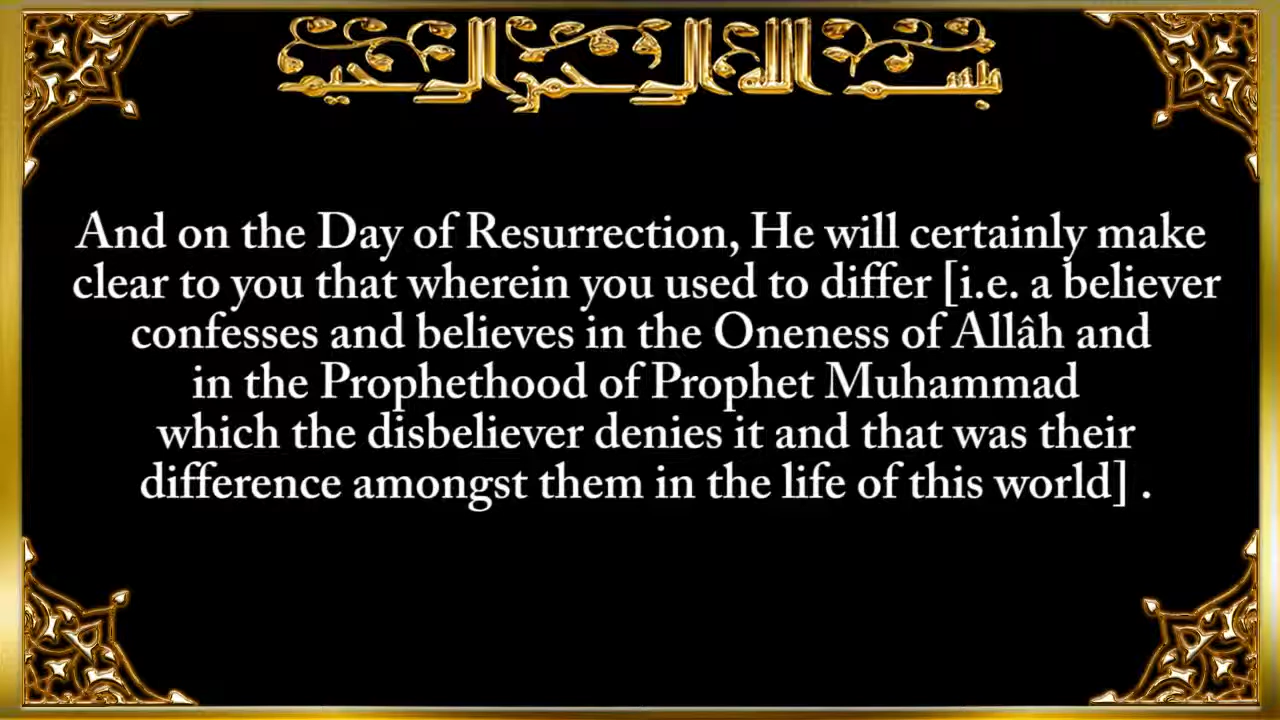 بسم الله الرحمن الرحيم
And on the Day of Resurrection, He will certainly make
clear to you that wherein you used to differ [i.e. a believer
confesses and believes in the Oneness of Allâh and
in the Prophethood of Prophet Muhammad
which the disbeliever denies it and that was their
difference amongst them in the life of this world] .